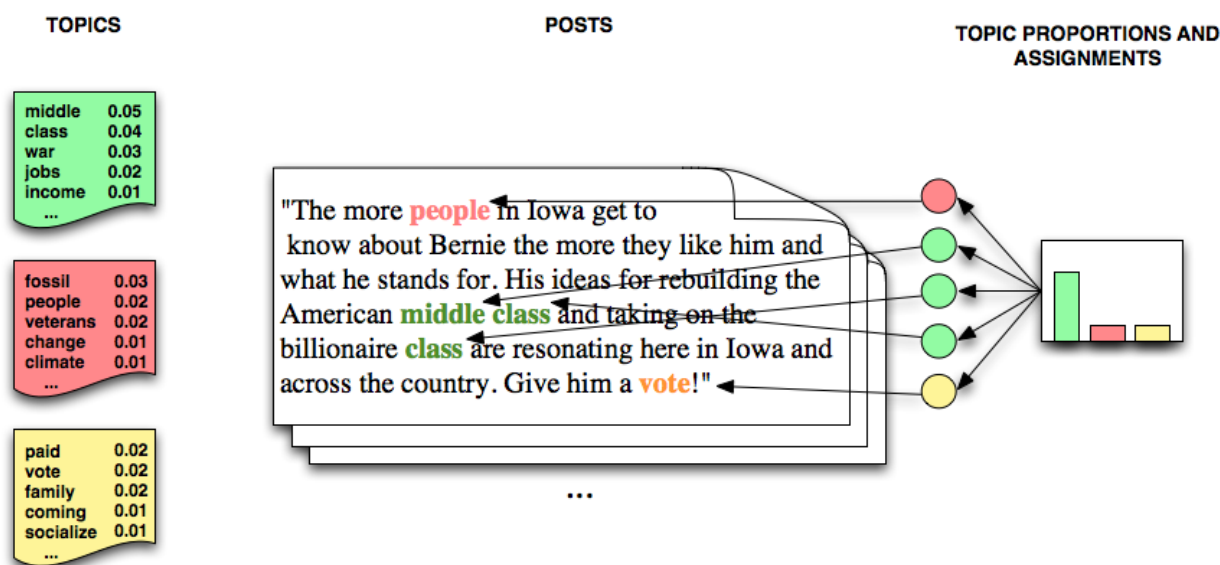 TOPICS
POSTS
TOPIC PROPORTIONS AND
ASSIGNMENTS
middle 0.05
class 0.04
war 0.03
jobs 0.02
income 0.01
...
fossil 0.03
people 0.02
veterans 0.02
change 0.01
climate 0.01
...
paid 0.02
vote 0.02
family 0.02
coming 0.01
socialize 0.01
...
"The more people in Iowa get to
know about Bernie the more they like him and
what he stands for. His ideas for rebuilding the
American middle class and taking on the
billionaire class are resonating here in Iowa and
across the country. Give him a vote!"
...